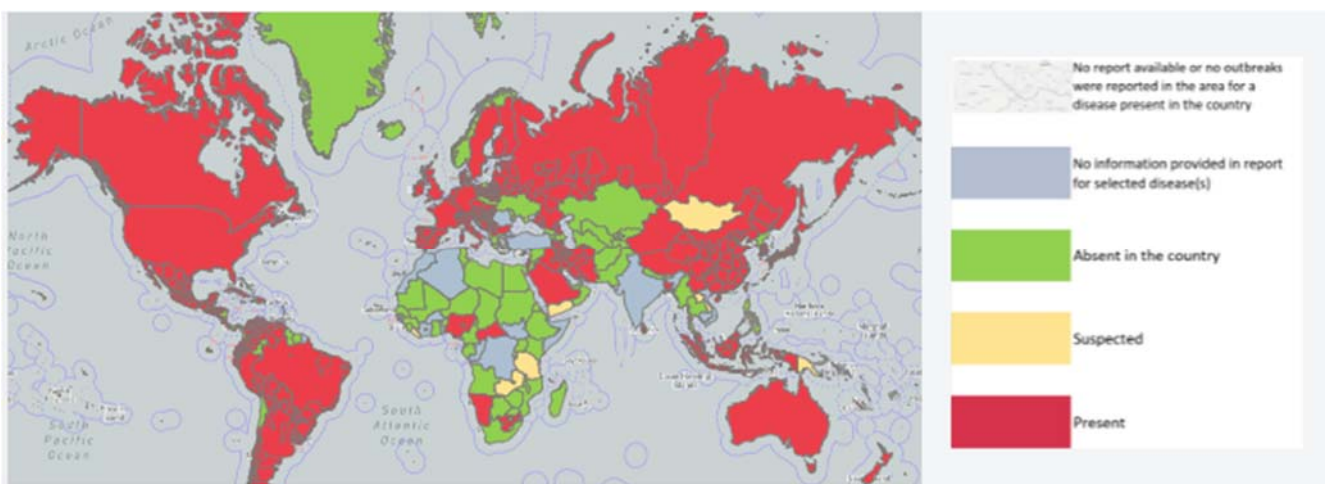 Arctic Ocean
North
Pacific
Ocean
South
Pacific
Ocean
South
Atlantic
Ocean
No report available or no outbreaks
were reported in the area for a
disease present in the country
No information provided in report
for selected disease(s)
Absent in the country
Suspected
Present